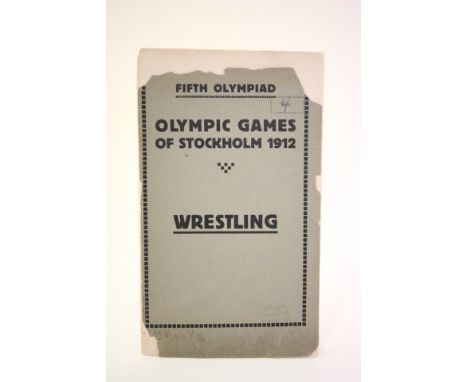 FIFTH OLYMPIAD
OLYMPIC GAMES
OF STOCKHOLM 1912
WRESTLING